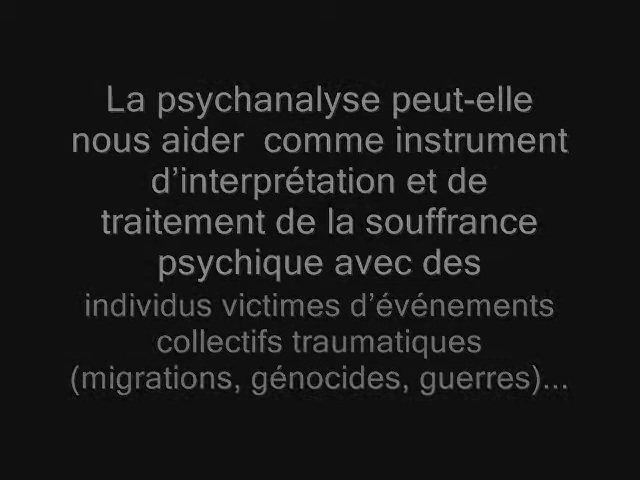 La psychanalyse peut-elle
nous aider comme instrument
d’interprétation et de
traitement de la souffrance
psychique avec des
individus victimes d’événements
collectifs traumatiques
(migrations, génocides, guerres)...